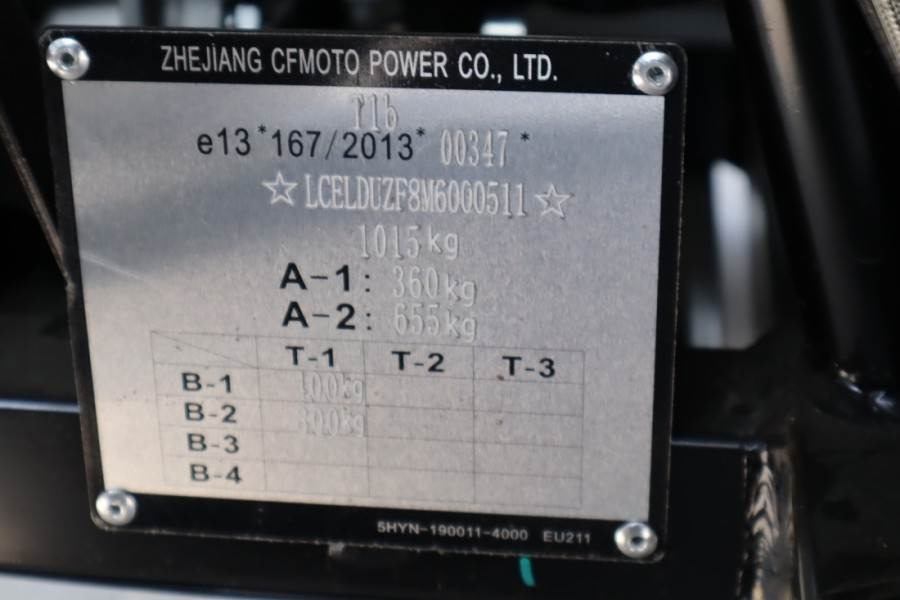 ZHEJIANG CFMOTO POWER CO., LTD.
T1b
e13*167/2013*00347*
☆LCELDUZF8M6000511☆
1015kg
A-1: 360kg
A-2: 655kg
T-1 T-2 T-3
B-1
B-2
B-3
B-4
5HYN-190011-4000 EU211